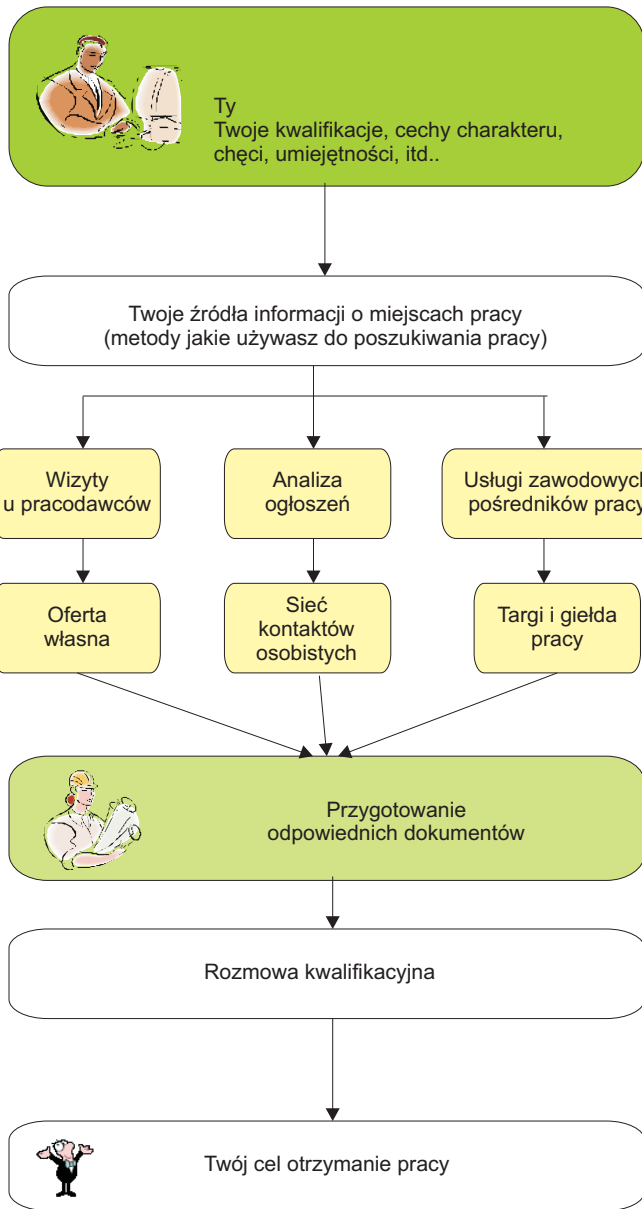 Ty
Twoje kwalifikacje, cechy charakteru,
chęci, umiejętności, itd..
Twoje źródła informacji o miejscach pracy
(metody jakie używasz do poszukiwania pracy)
Wizyty
u pracodawców
Analiza
ogłoszeń
Usługi zawodowych
pośredników pracy
Oferta
własna
Sieć
kontaktów
osobistych
Targi i giełda
pracy
Przygotowanie
odpowiednich dokumentów
Rozmowa kwalifikacyjna
Twój cel otrzymanie pracy